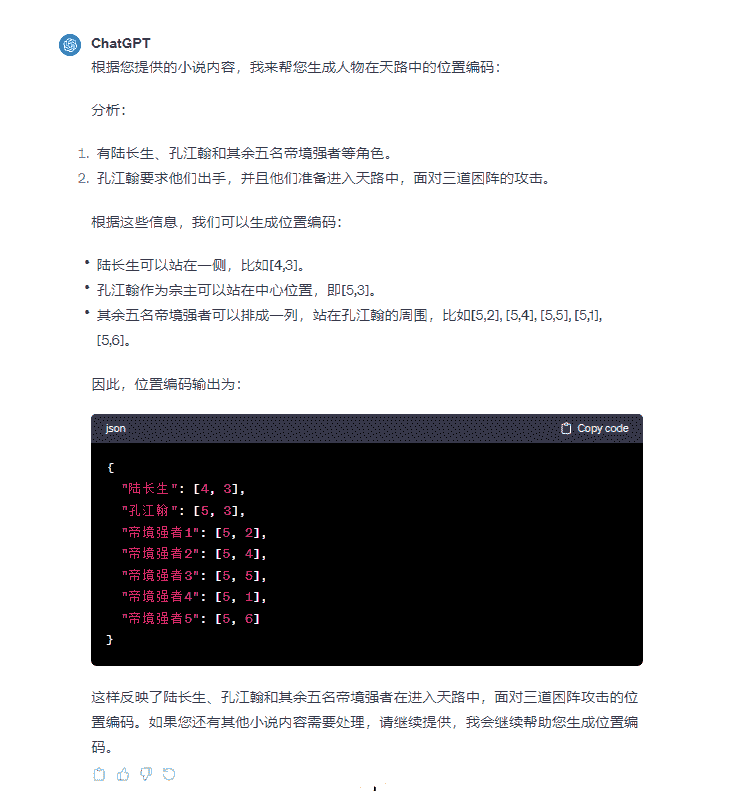 ChatGPT
根据您提供的小说内容，我来帮您生成人物在天路中的位置编码：
分析：
1. 有陆长生、孔江翰和其余五名帝境强者等角色。
2. 孔江翰要求他们出手，并且他们准备进入天路中，面对三道困阵的攻击。
根据这些信息，我们可以生成位置编码：
• 陆长生可以站在一侧，比如[4,3]。
• 孔江翰作为宗主可以站在中心位置，即[5,3]。
• 其余五名帝境强者可以排成一列，站在孔江翰的周围，比如[5,2], [5,4], [5,5], [5,1],
[5,6]。
因此，位置编码输出为：
json Copy code
{
"陆长生": [4, 3],
"孔江翰": [5, 3],
"帝境强者1": [5, 2],
"帝境强者2": [5, 4],
"帝境强者3": [5, 5],
"帝境强者4": [5, 1],
"帝境强者5": [5, 6]
}
这样反映了陆长生、孔江翰和其余五名帝境强者在进入天路中，面对三道困阵攻击的位
置编码。如果您还有其他小说内容需要处理，请继续提供，我会继续帮助您生成位置编
码。